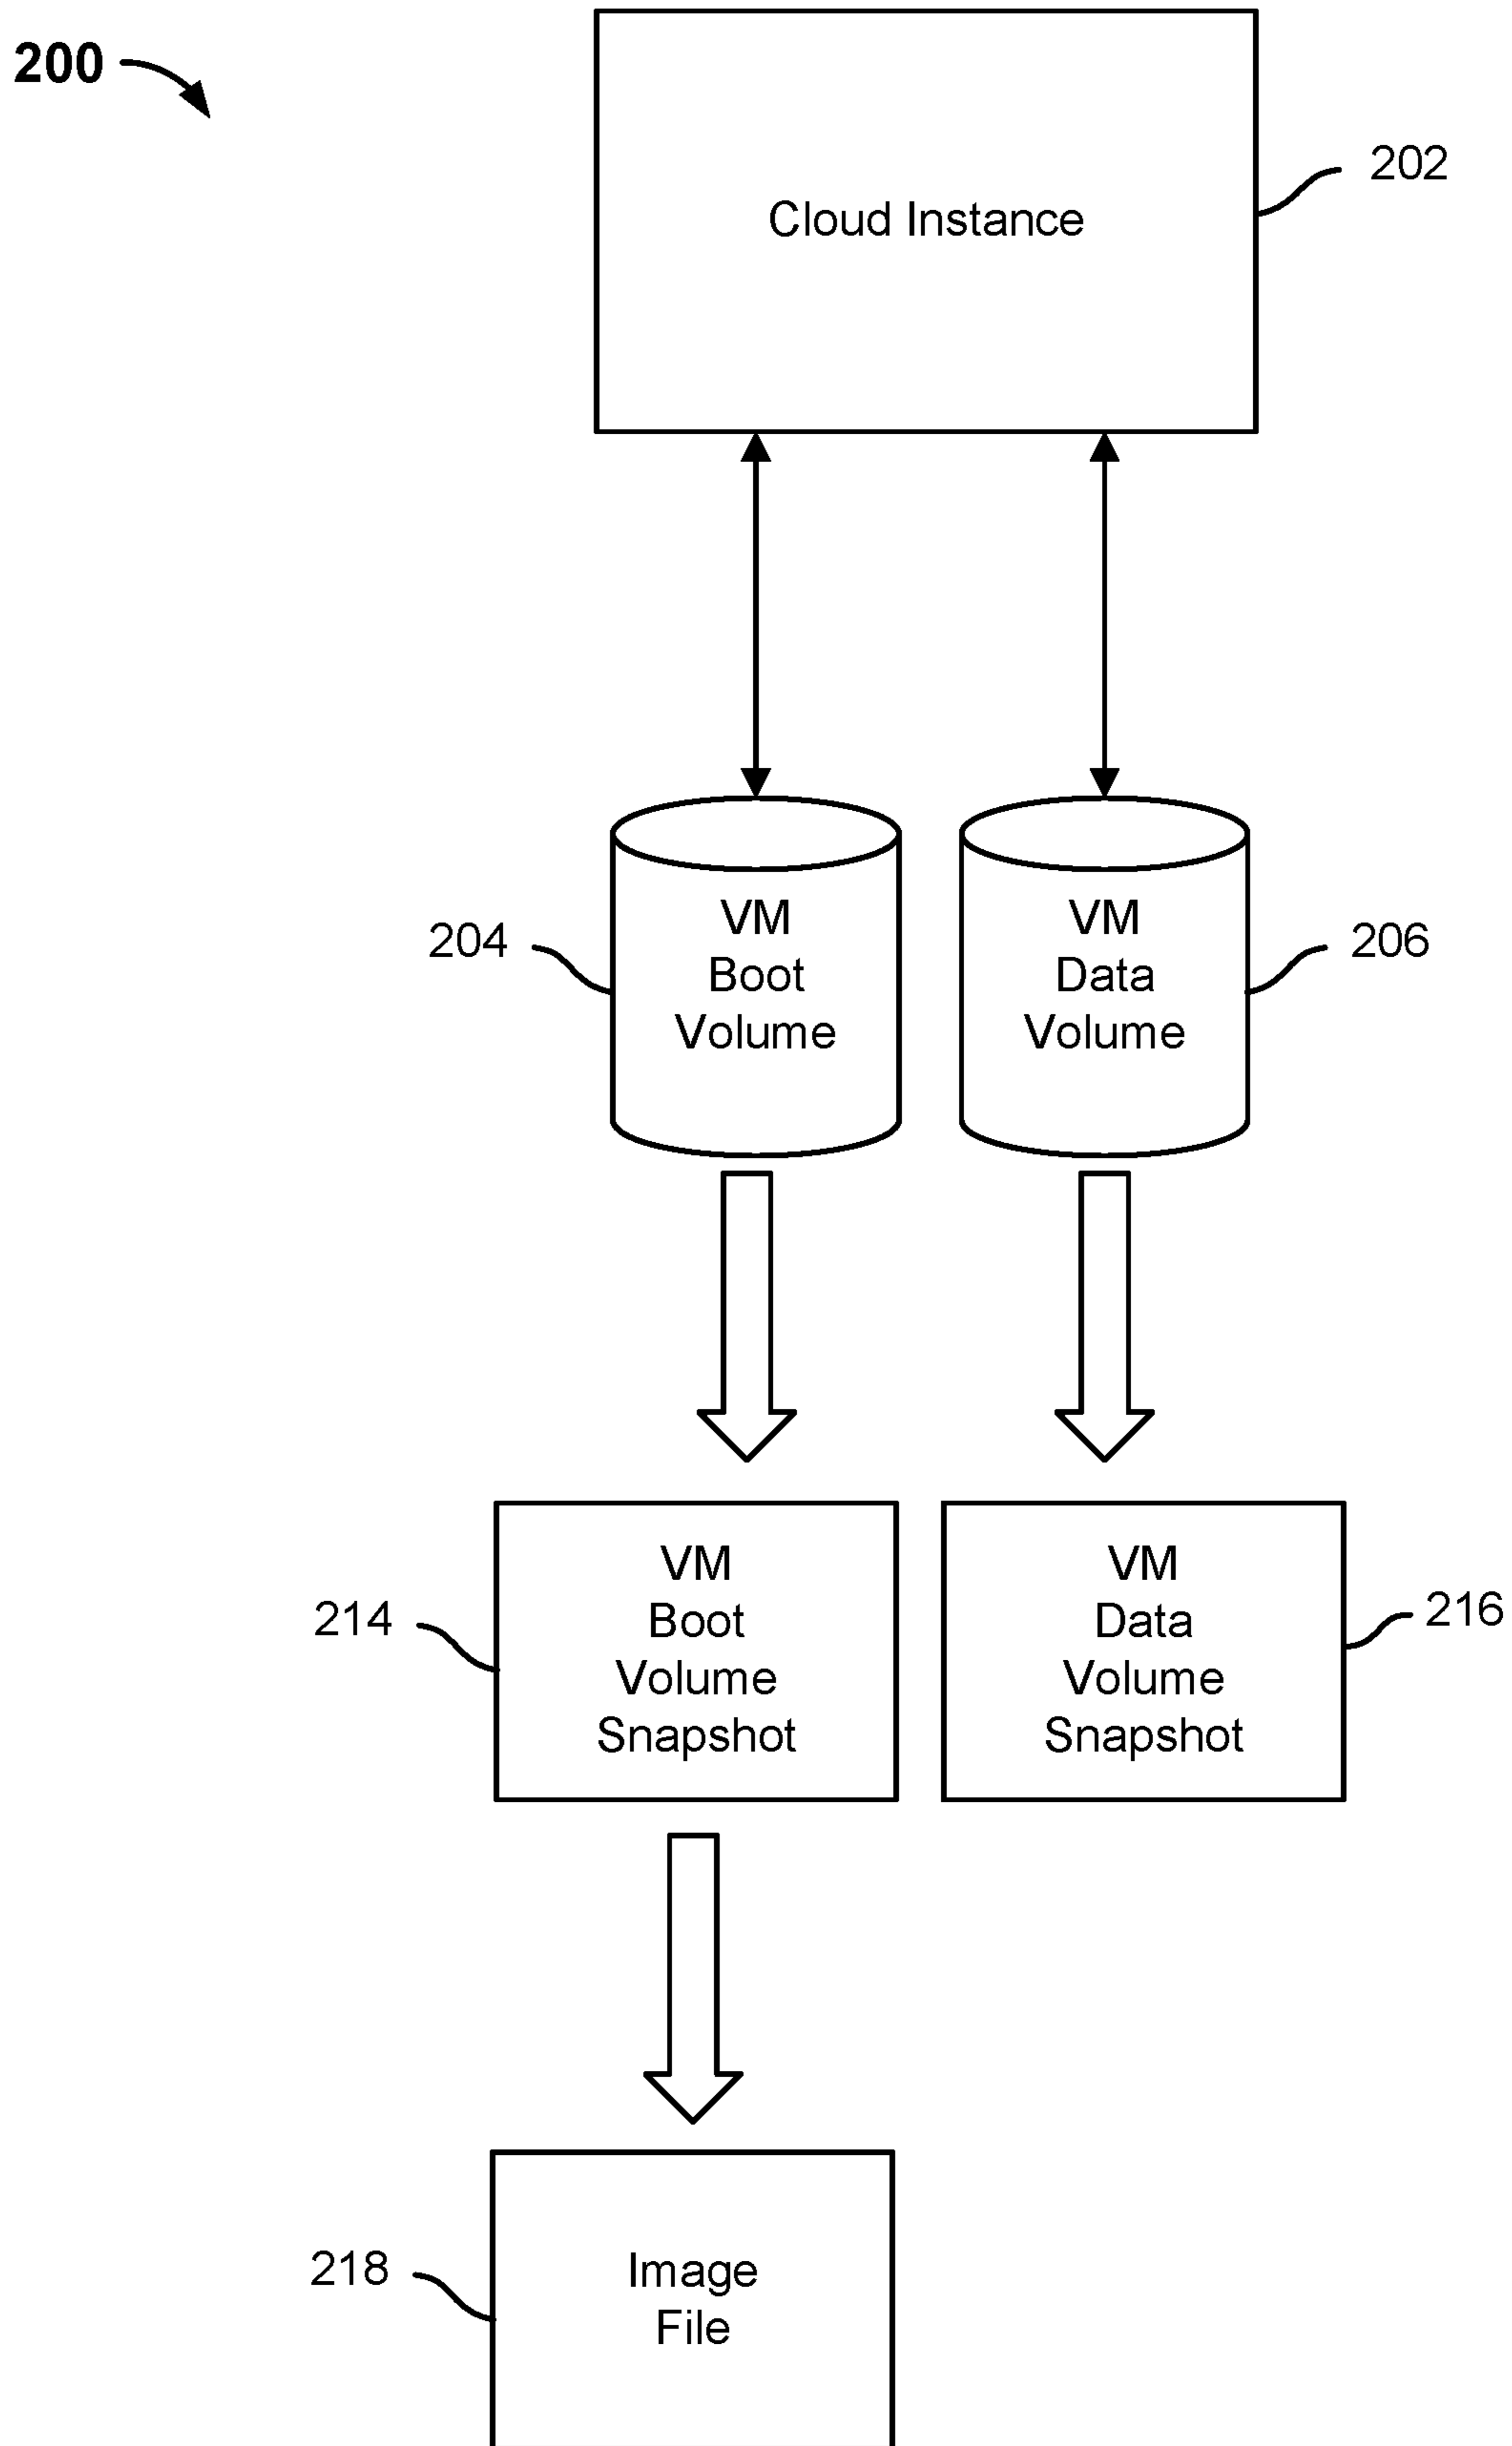 200
202
Cloud Instance
204
VM
Boot
Volume
VM
Data
Volume
206
214
VM
Boot
Volume
Snapshot
VM
Data
Volume
Snapshot
216
218
Image
File